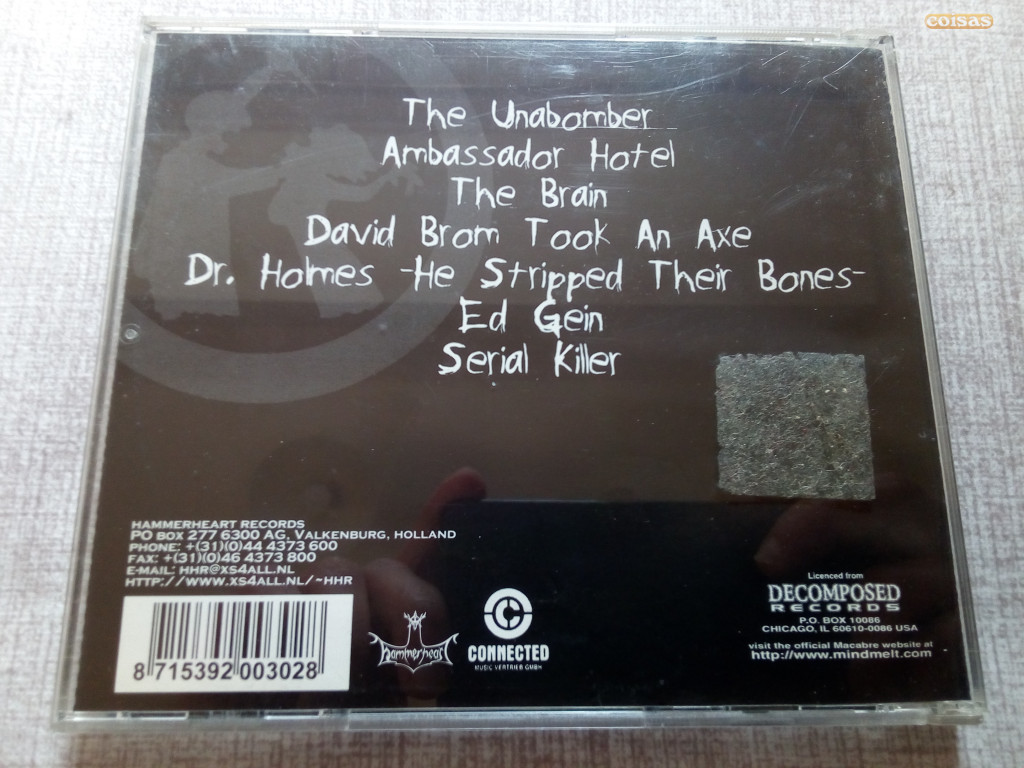 coisas
The Unabomber
Ambassador Hotel
The Brain
David Brom Took An Axe
Dr. Holmes -He Stripped Their Bones-
Ed Gein
Serial Killer
HAMMERHEART RECORDS
PO BOX 277 6300 AG, VALKENBURG, HOLLAND
PHONE: +(31)(0)44 4373 600
FAX: +(31)(0)46 4373 800
E-MAIL: HHR@XS4ALL.NL
HTTP://WWW.XS4ALL.NL/~HHR
8 715392 003028
hammerheart
CONNECTED
MUSIC VERTRIEB GMBH
Licenced from
DECOMPOSED
RECORDS
P.O. BOX 10086
CHICAGO, IL 60610-0086 USA
visit the official Macabre website at
http://www.mindmelt.com